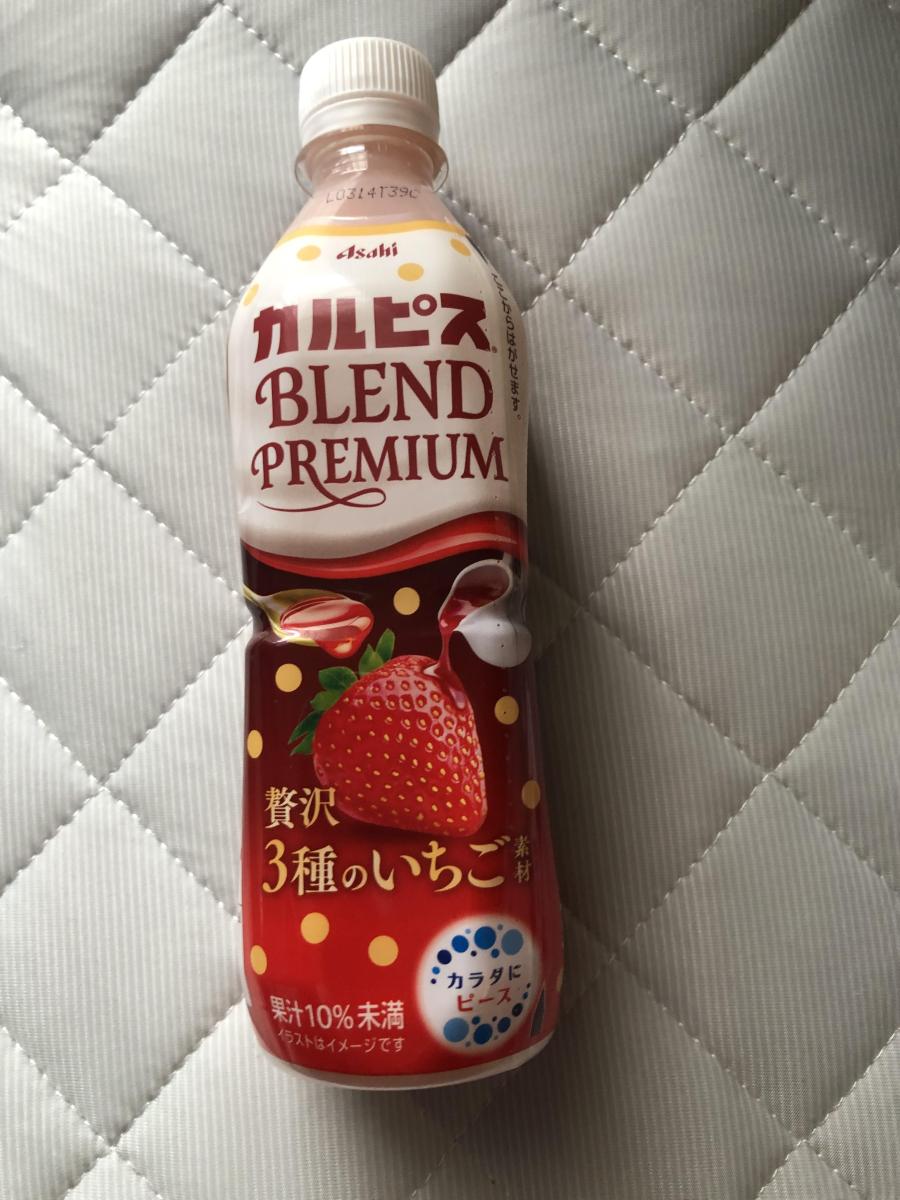 L0314T39C
Asahi
カルピス®
BLEND
PREMIUM
ここからはがせます。
贅沢
3種のいちご素材
カラダに
ピース
果汁10%未満
イラストはイメージです